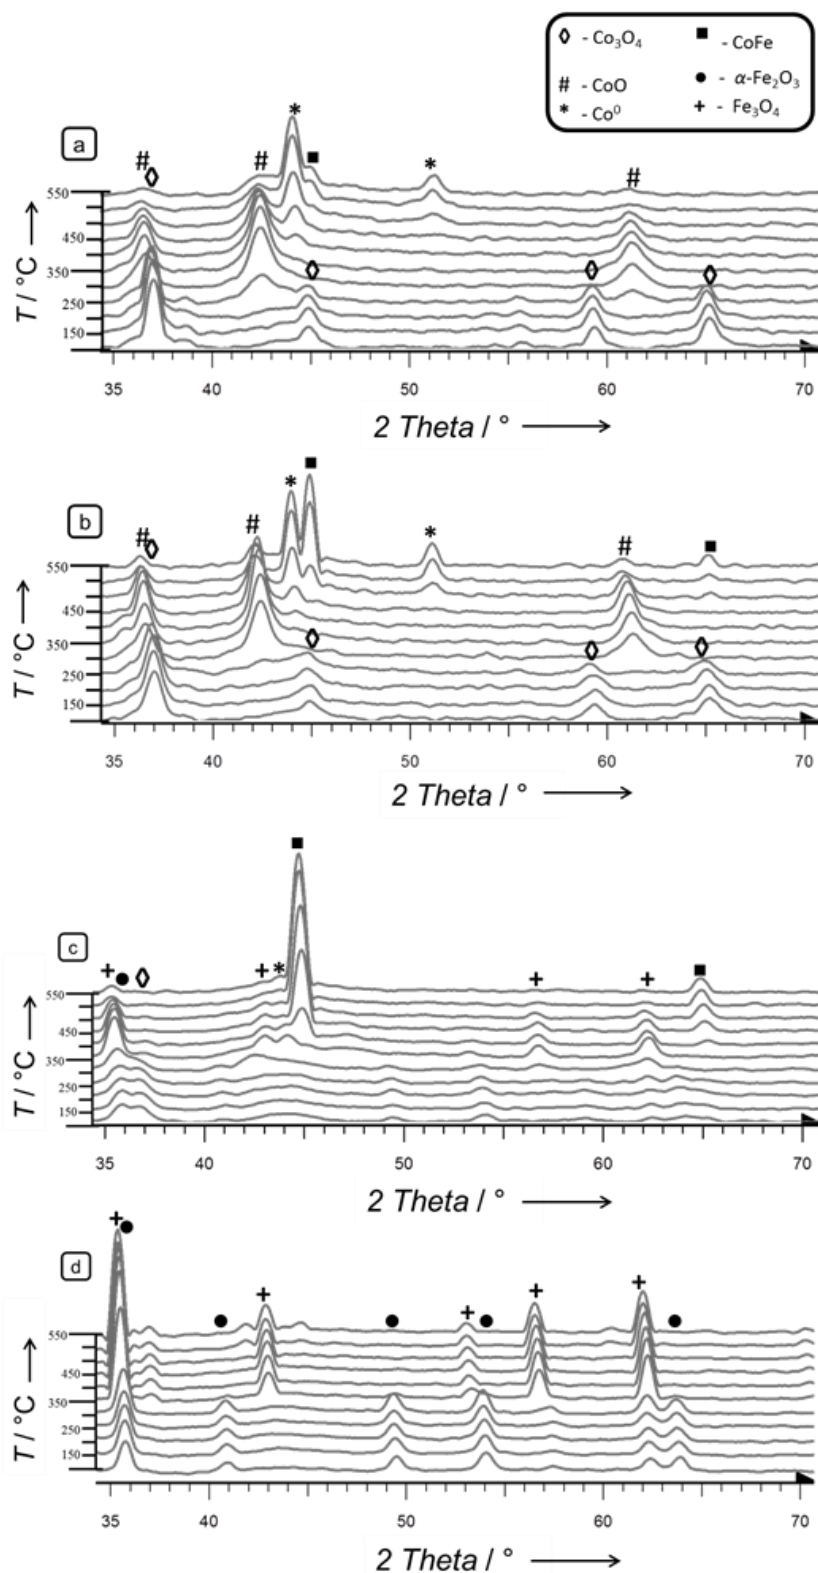 ◊ - Co₃O₄ ■ - CoFe
# - CoO ● - α-Fe₂O₃
* - Co⁰ + - Fe₃O₄
a
# ◊ # * ■ * #
550
450
350
250
150
◊ ◊ ◊
T / °C
35 40 50 60 70
2 Theta / °
b
# ◊ # * ■ * # ■
550
450
350
250
150
◊ ◊ ◊
T / °C
35 40 50 60 70
2 Theta / °
c
+ ● ◊ + * ■ + + ■
550
450
350
250
150
T / °C
35 40 50 60 70
2 Theta / °
d
+ ● ● + ● + ● + + ●
550
450
350
250
150
T / °C
35 40 50 60 70
2 Theta / °